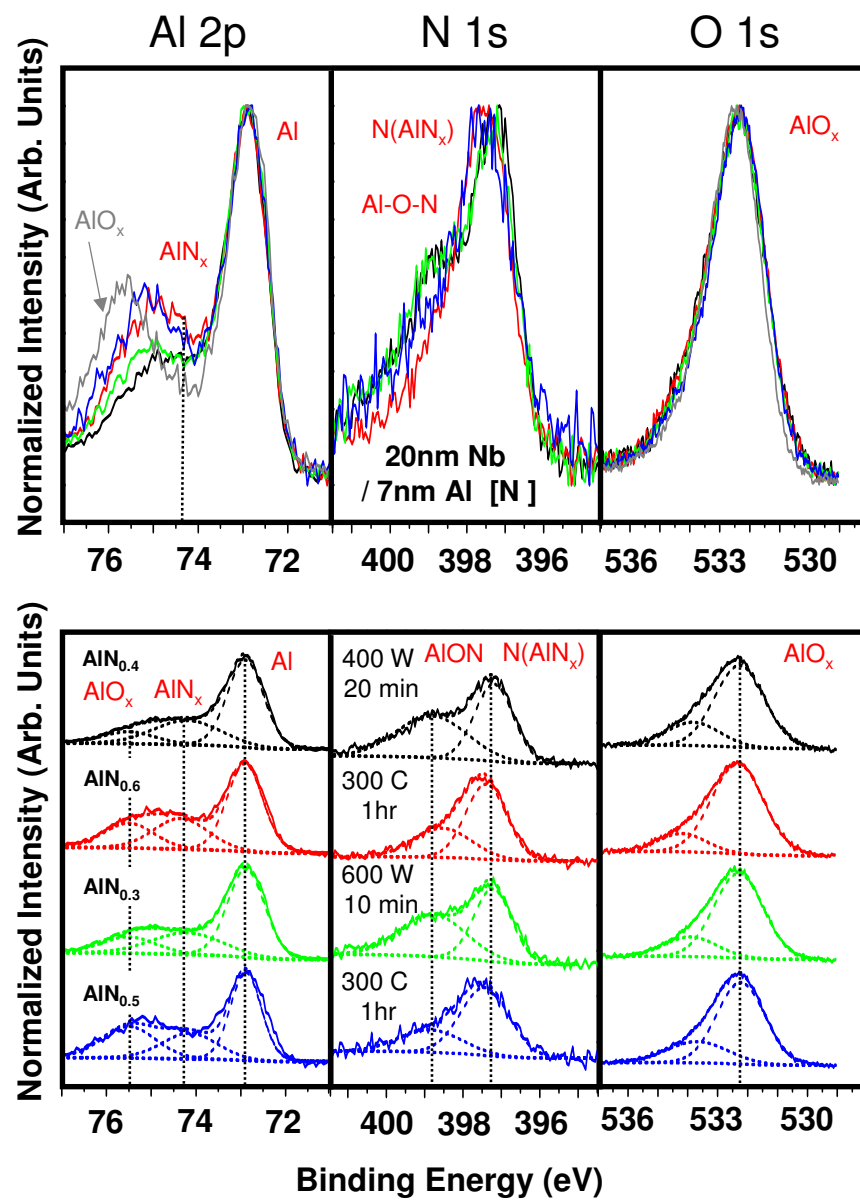 Al 2p N 1s O 1s
Normalized Intensity (Arb. Units)
AlOₓ
AlNₓ
Al
N(AlNₓ)
Al-O-N
20nm Nb
/ 7nm Al [N ]
AlOₓ
76 74 72 400 398 396 536 533 530
Normalized Intensity (Arb. Units)
AlN₀.₄
AlOₓ AlNₓ Al
AlN₀.₆
AlN₀.₃
AlN₀.₅
AlON N(AlNₓ)
400 W
20 min
300 C
1hr
600 W
10 min
300 C
1hr
AlOₓ
76 74 72 400 398 396 536 533 530
Binding Energy (eV)